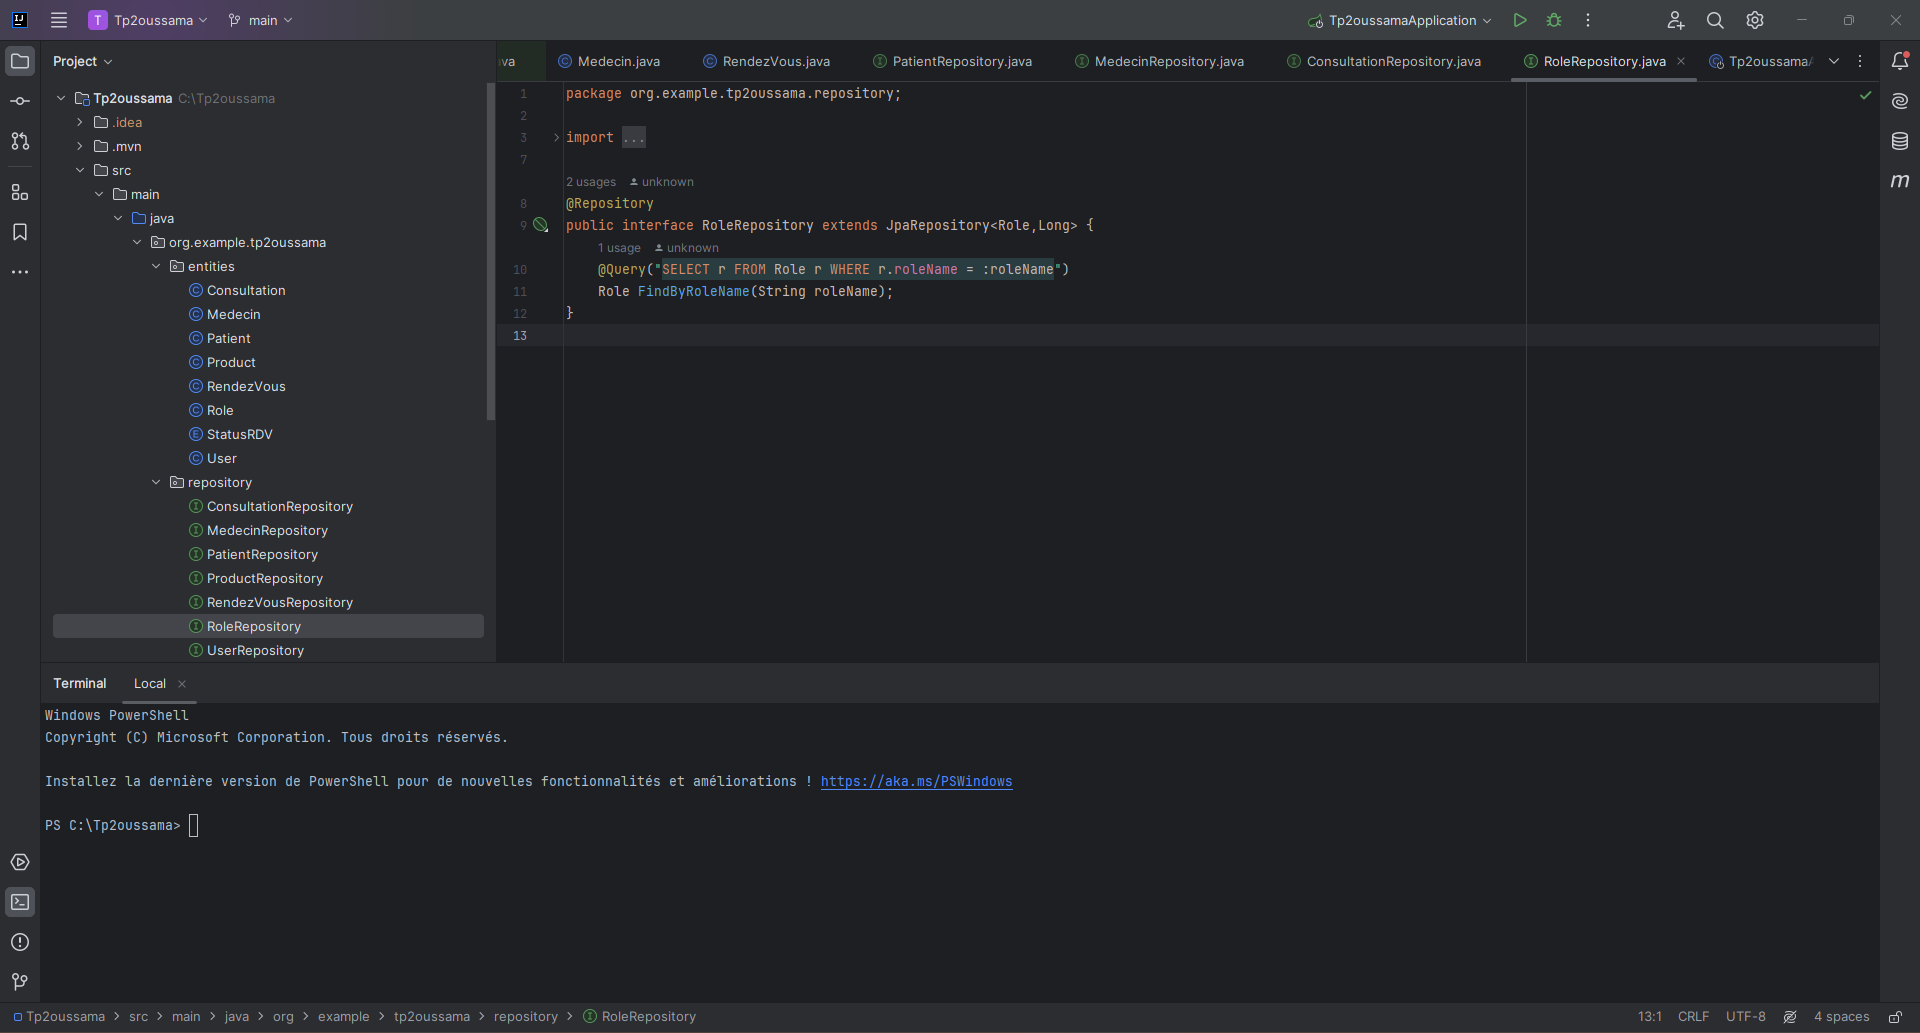 Tp2oussama main Tp2oussamaApplication
Project
va Medecin.java RendezVous.java PatientRepository.java MedecinRepository.java ConsultationRepository.java RoleRepository.java Tp2oussama
Tp2oussama C:\Tp2oussama
.idea
.mvn
src
main
java
org.example.tp2oussama
entities
Consultation
Medecin
Patient
Product
RendezVous
Role
StatusRDV
User
repository
ConsultationRepository
MedecinRepository
PatientRepository
ProductRepository
RendezVousRepository
RoleRepository
UserRepository
1 package org.example.tp2oussama.repository;
2
3 import ...
7
2 usages unknown
8 @Repository
9 public interface RoleRepository extends JpaRepository<Role,Long> {
1 usage unknown
10 @Query("SELECT r FROM Role r WHERE r.roleName = :roleName")
11 Role FindByRoleName(String roleName);
12 }
13
Terminal Local
Windows PowerShell
Copyright (C) Microsoft Corporation. Tous droits réservés.
Installez la dernière version de PowerShell pour de nouvelles fonctionnalités et améliorations ! https://aka.ms/PSWindows
PS C:\Tp2oussama>
Tp2oussama > src > main > java > org > example > tp2oussama > repository > RoleRepository 13:1 CRLF UTF-8 4 spaces